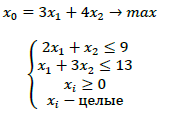 x₀ = 3x₁ + 4x₂ → max
2x₁ + x₂ ≤ 9
x₁ + 3x₂ ≤ 13
xᵢ ≥ 0
xᵢ − целые